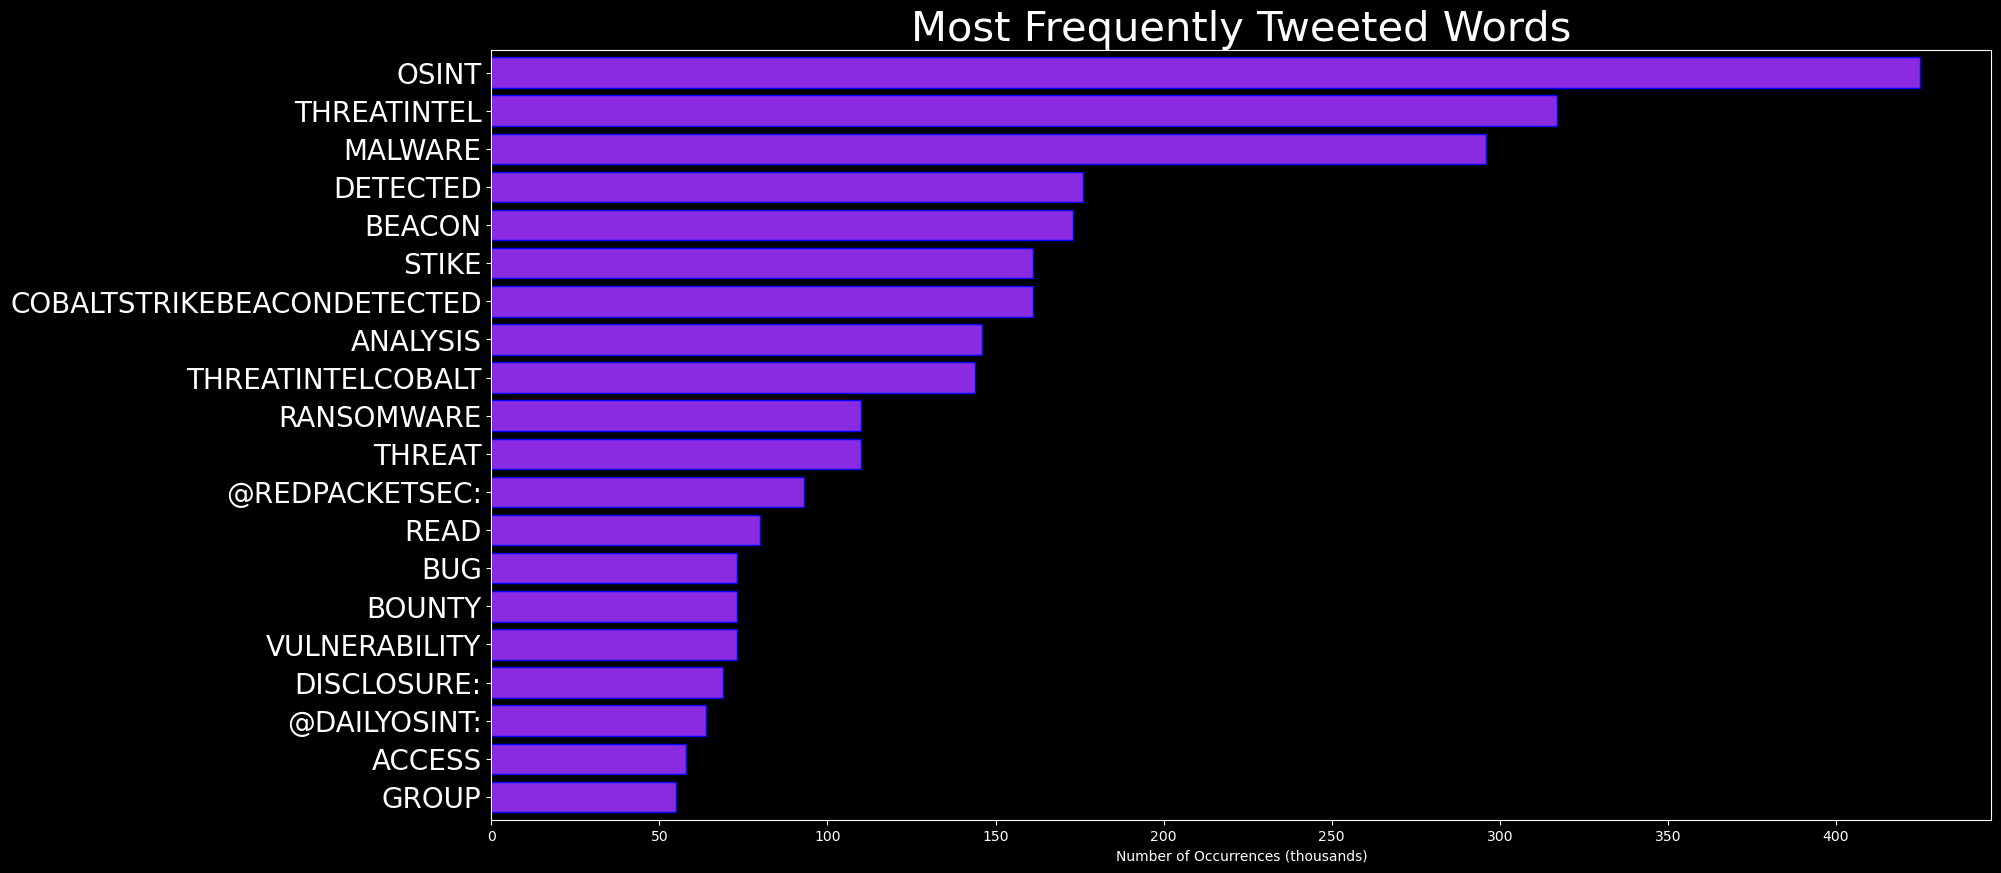 Most Frequently Tweeted Words
OSINT
THREATINTEL
MALWARE
DETECTED
BEACON
STIKE
COBALTSTRIKEBEACONDETECTED
ANALYSIS
THREATINTELCOBALT
RANSOMWARE
THREAT
@REDPACKETSEC:
READ
BUG
BOUNTY
VULNERABILITY
DISCLOSURE:
@DAILYOSINT:
ACCESS
GROUP
0 50 100 150 200 250 300 350 400
Number of Occurrences (thousands)